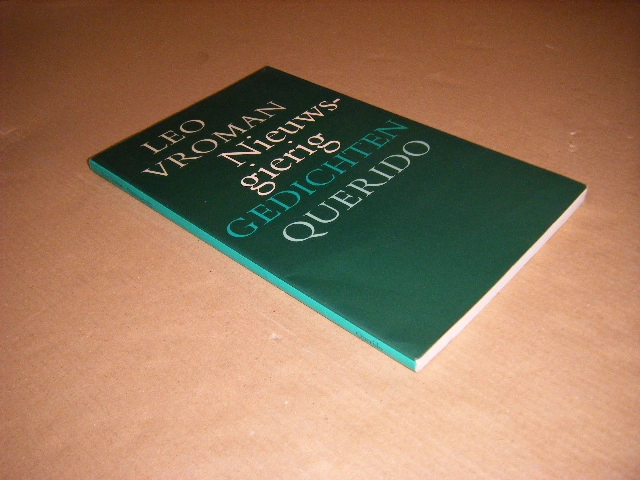 LEO
VROMAN
Nieuws-
gierig
GEDICHTEN
QUERIDO